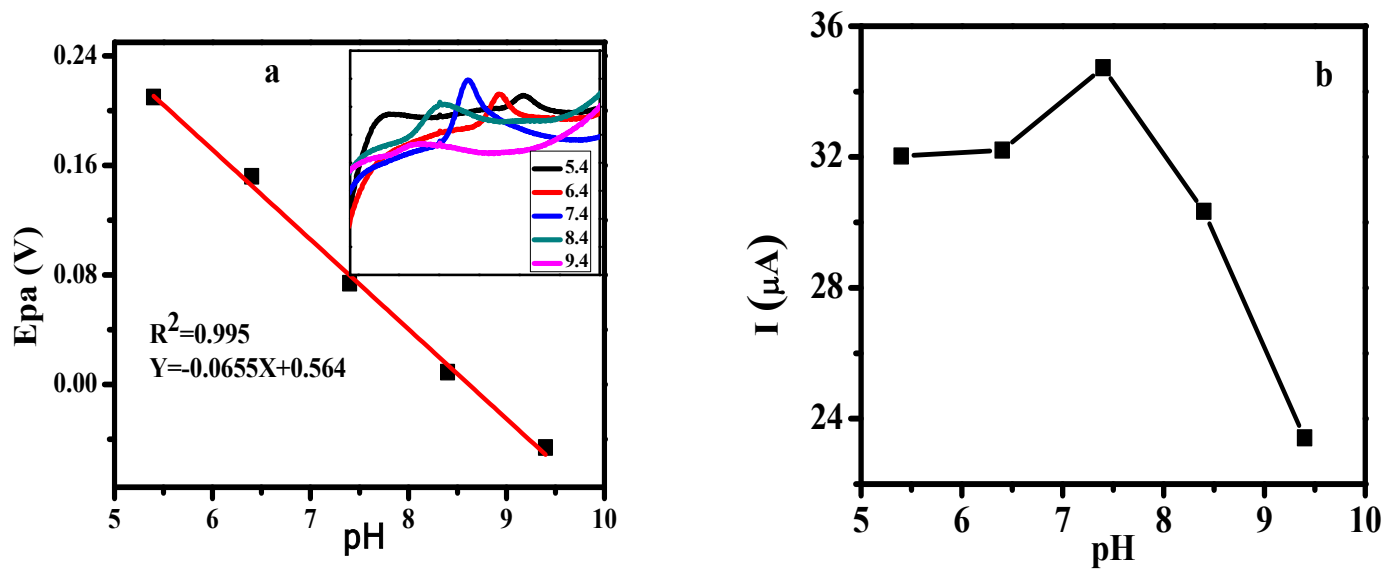 a
0.24
0.16
0.08
0.00
Epa (V)
5.4
6.4
7.4
8.4
9.4
R²=0.995
Y=-0.0655X+0.564
5 6 7 8 9 10
pH
b
36
32
28
24
I (μA)
5 6 7 8 9 10
pH